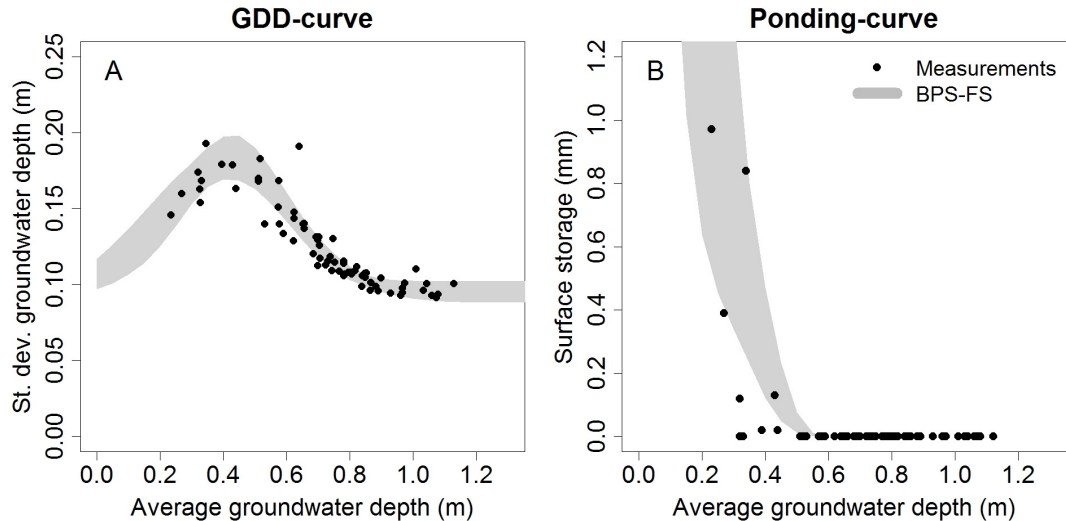 GDD-curve
A
0.25
0.20
0.15
0.10
0.05
0.00
St. dev. groundwater depth (m)
0.0 0.2 0.4 0.6 0.8 1.0 1.2
Average groundwater depth (m)
Ponding-curve
B
Measurements
BPS-FS
1.2
1.0
0.8
0.6
0.4
0.2
0.0
Surface storage (mm)
0.0 0.2 0.4 0.6 0.8 1.0 1.2
Average groundwater depth (m)